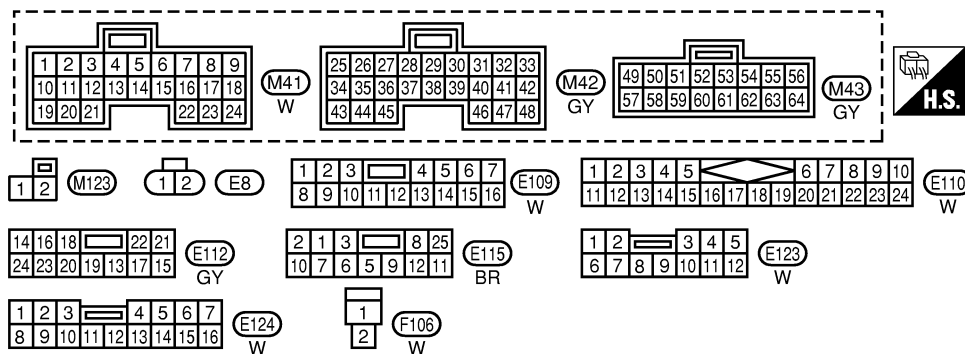 1 2 3 4 5 6 7 8 9
10 11 12 13 14 15 16 17 18
19 20 21 22 23 24
M41
W
25 26 27 28 29 30 31 32 33
34 35 36 37 38 39 40 41 42
43 44 45 46 47 48
M42
GY
49 50 51 52 53 54 55 56
57 58 59 60 61 62 63 64
M43
GY
H.S.
1 2
M123
1 2
E8
1 2 3 4 5 6 7
8 9 10 11 12 13 14 15 16
E109
W
1 2 3 4 5 6 7 8 9 10
11 12 13 14 15 16 17 18 19 20 21 22 23 24
E110
W
14 16 18 22 21
24 23 20 19 13 17 15
E112
GY
2 1 3 8 25
10 7 6 5 9 12 11
E115
BR
1 2 3 4 5
6 7 8 9 10 11 12
E123
W
1 2 3 4 5 6 7
8 9 10 11 12 13 14 15 16
E124
W
1
2
F106
W